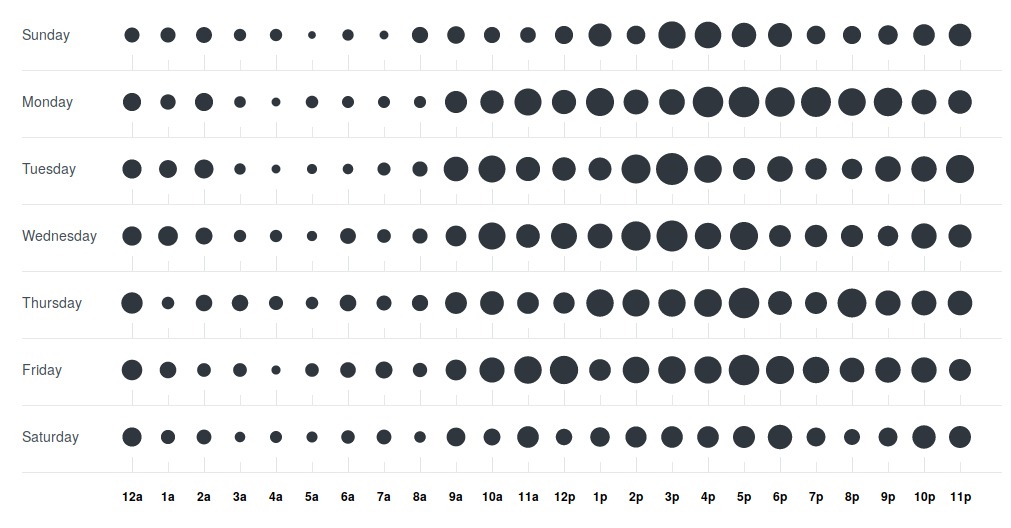 Sunday
Monday
Tuesday
Wednesday
Thursday
Friday
Saturday
12a 1a 2a 3a 4a 5a 6a 7a 8a 9a 10a 11a 12p 1p 2p 3p 4p 5p 6p 7p 8p 9p 10p 11p